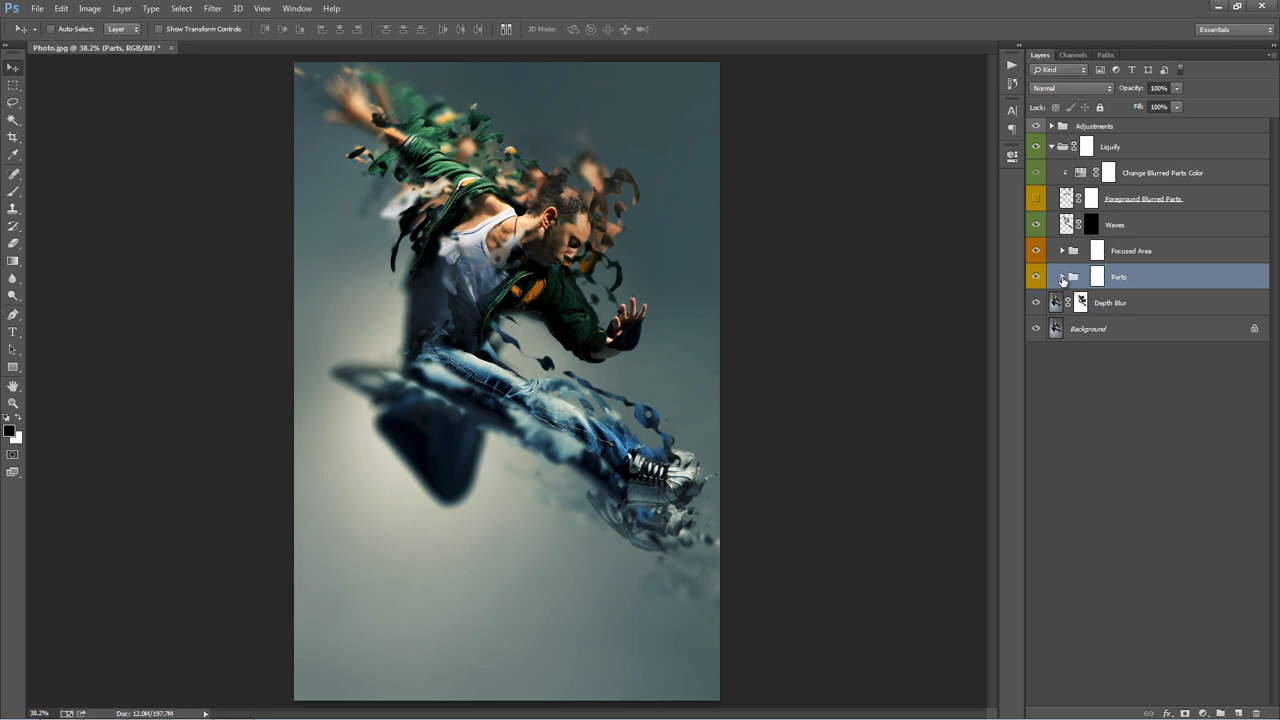 Ps File Edit Image Layer Type Select Filter 3D View Window Help
Auto-Select: Layer Show Transform Controls 3D Mode: Essentials
Photo.jpg @ 38.2% (Parts, RGB/8#) * ×
Layers Channels Paths
Kind
Normal Opacity: 100%
Lock: Fill: 100%
Adjustments
Liquify
Change Blurred Parts Color
Foreground Blurred Parts
Waves
Focused Area
Parts
Depth Blur
Background
38.2% Doc: 12.0M/197.7M